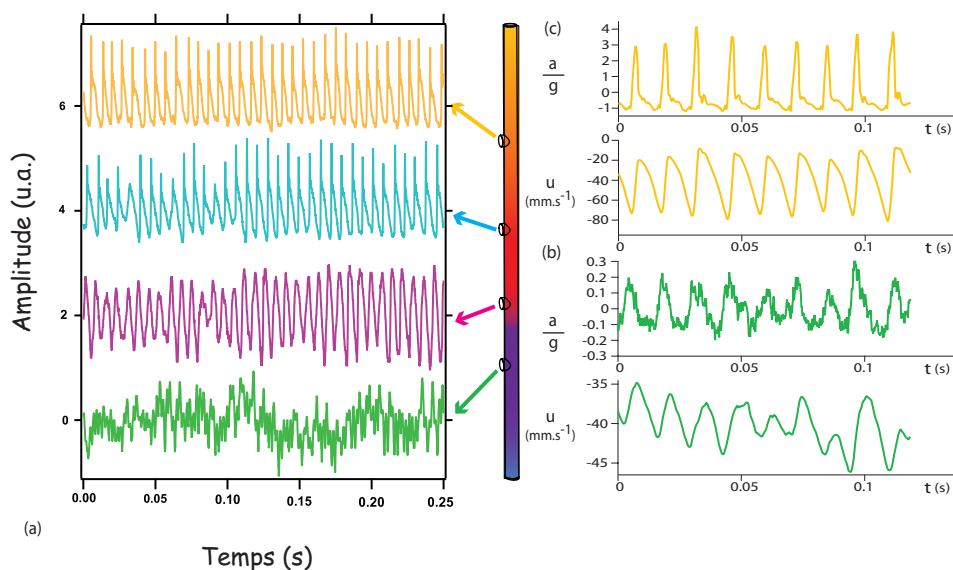 Amplitude (u.a.)
6
4
2
0
0.00 0.05 0.10 0.15 0.20 0.25
Temps (s)
(a)
(c)
a
g
4
3
2
1
0
-1
0 0.05 0.1 t (s)
u
(mm.s-1)
0
-20
-40
-60
-80
0 0.05 0.1 t (s)
(b)
a
g
0.3
0.2
0.1
0
-0.1
-0.2
-0.3
0 0.05 0.1 t (s)
u
(mm.s-1)
-35
-40
-45
0 0.05 0.1 t (s)